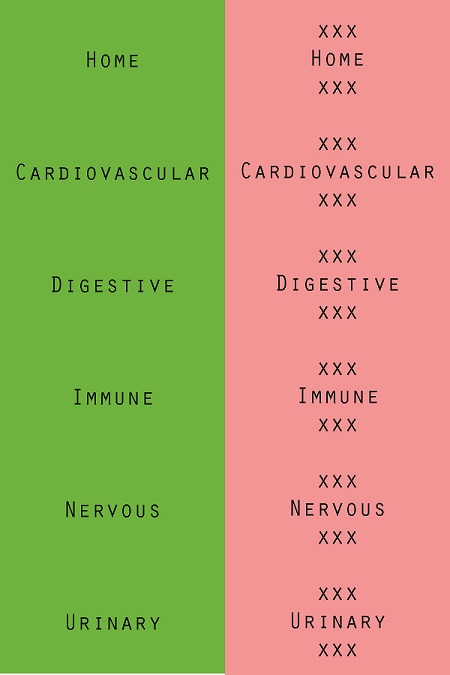 Home
Cardiovascular
Digestive
Immune
Nervous
Urinary
xxx
Home
xxx
xxx
Cardiovascular
xxx
xxx
Digestive
xxx
xxx
Immune
xxx
xxx
Nervous
xxx
xxx
Urinary
xxx